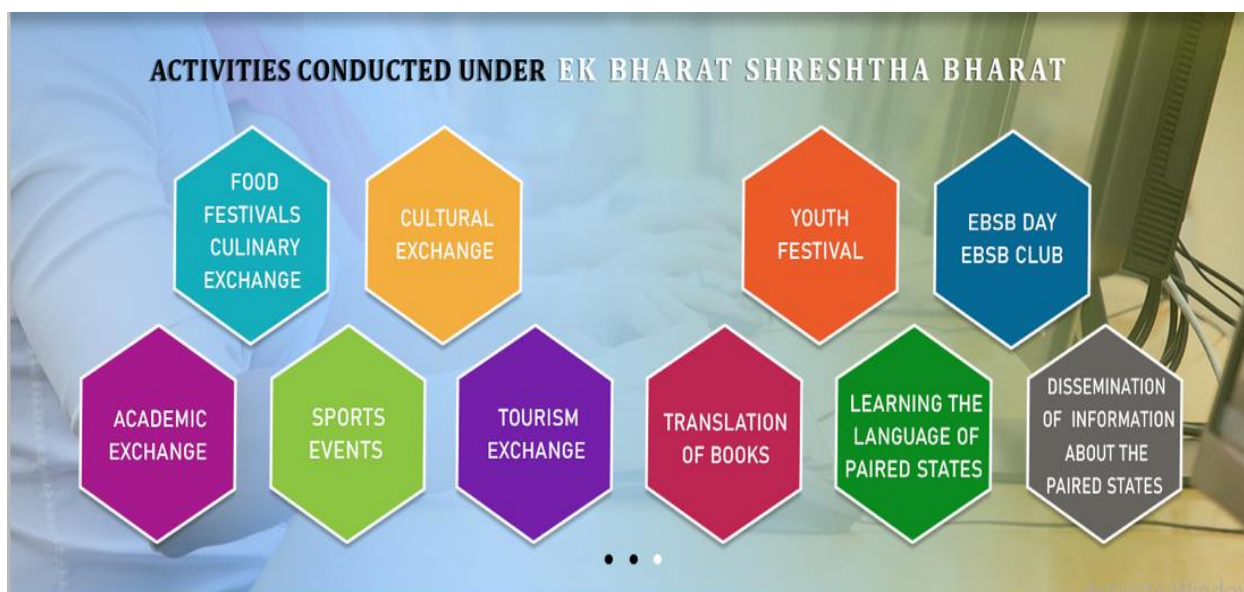 ACTIVITIES CONDUCTED UNDER EK BHARAT SHRESHTHA BHARAT
FOOD
FESTIVALS
CULINARY
EXCHANGE
CULTURAL
EXCHANGE
YOUTH
FESTIVAL
EBSB DAY
EBSB CLUB
ACADEMIC
EXCHANGE
SPORTS
EVENTS
TOURISM
EXCHANGE
TRANSLATION
OF BOOKS
LEARNING THE
LANGUAGE OF
PAIRED STATES
DISSEMINATION
OF INFORMATION
ABOUT THE
PAIRED STATES